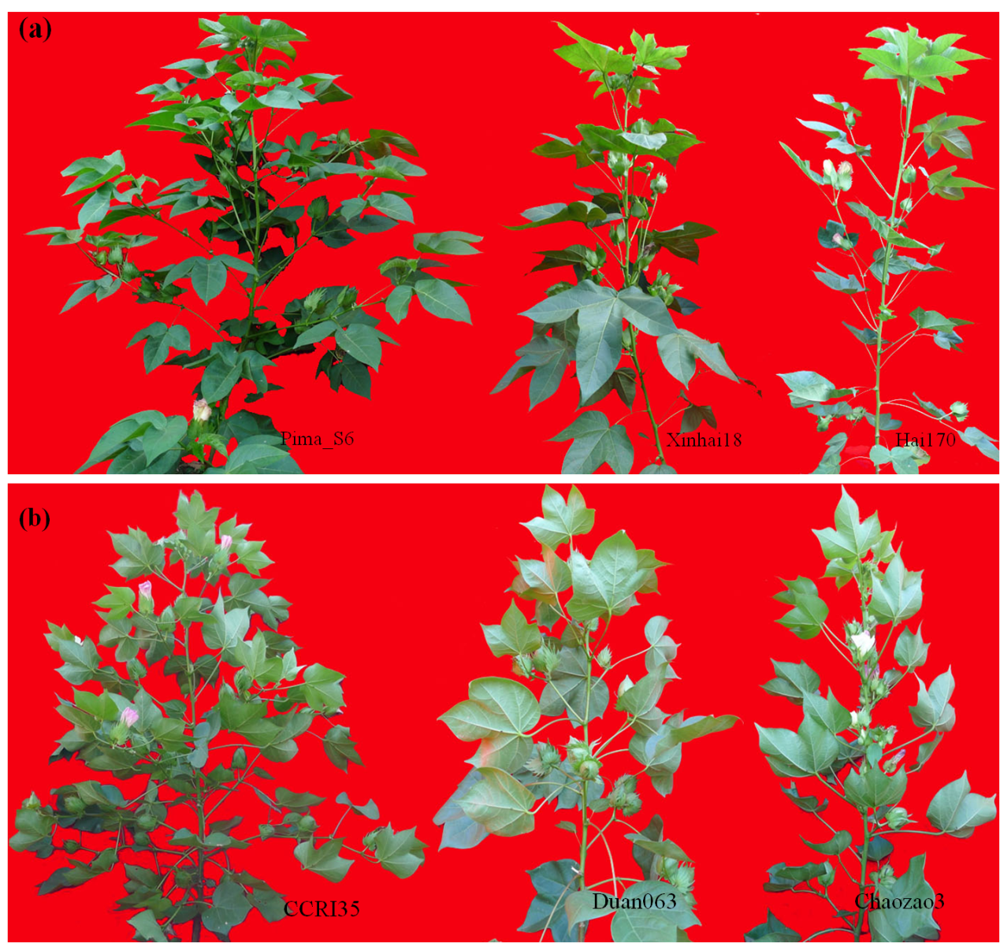 (a)
Pima_S6
Xinhai18
Hai170
(b)
CCRI35
Duan063
Chaozao3